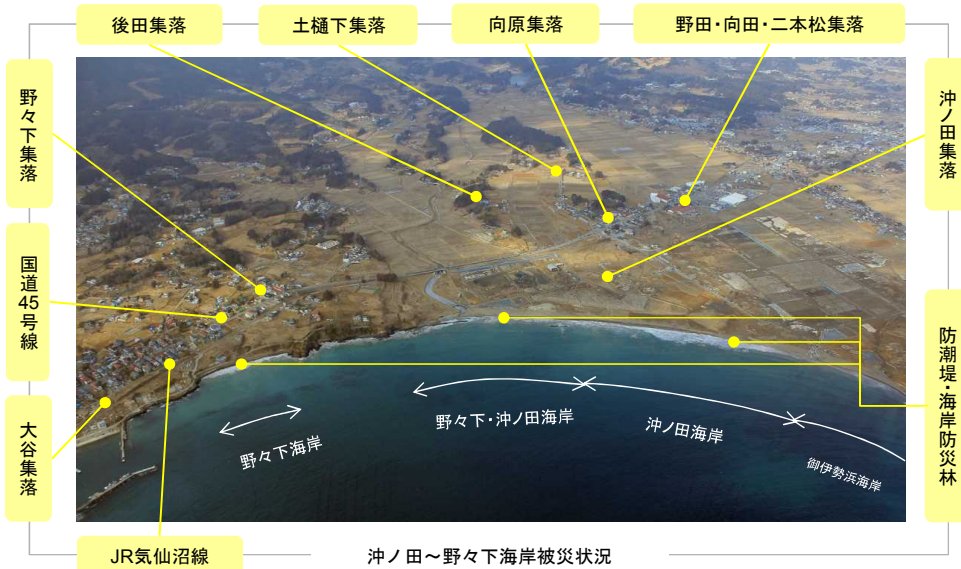 後田集落
土樋下集落
向原集落
野田・向田・二本松集落
野々下集落
沖ノ田集落
国道45号線
防潮堤・海岸防災林
大谷集落
野々下海岸
野々下・沖ノ田海岸
沖ノ田海岸
御伊勢浜海岸
JR気仙沼線
沖ノ田～野々下海岸被災状況